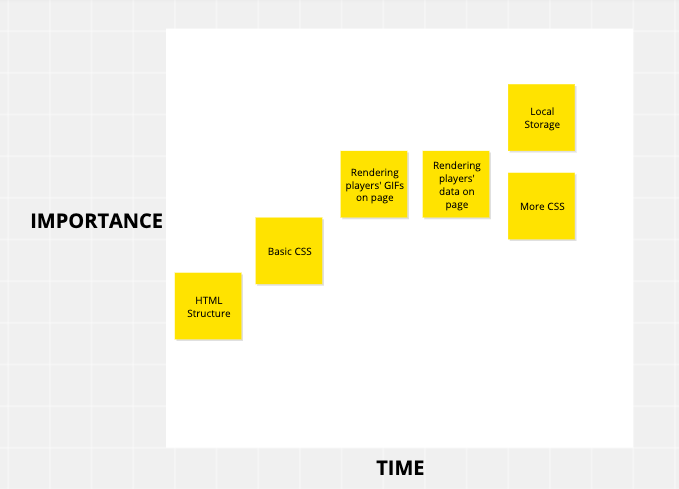 Local
Storage
Rendering
players' GIFs
on page
Rendering
players'
data on
page
More CSS
IMPORTANCE
Basic CSS
HTML
Structure
TIME